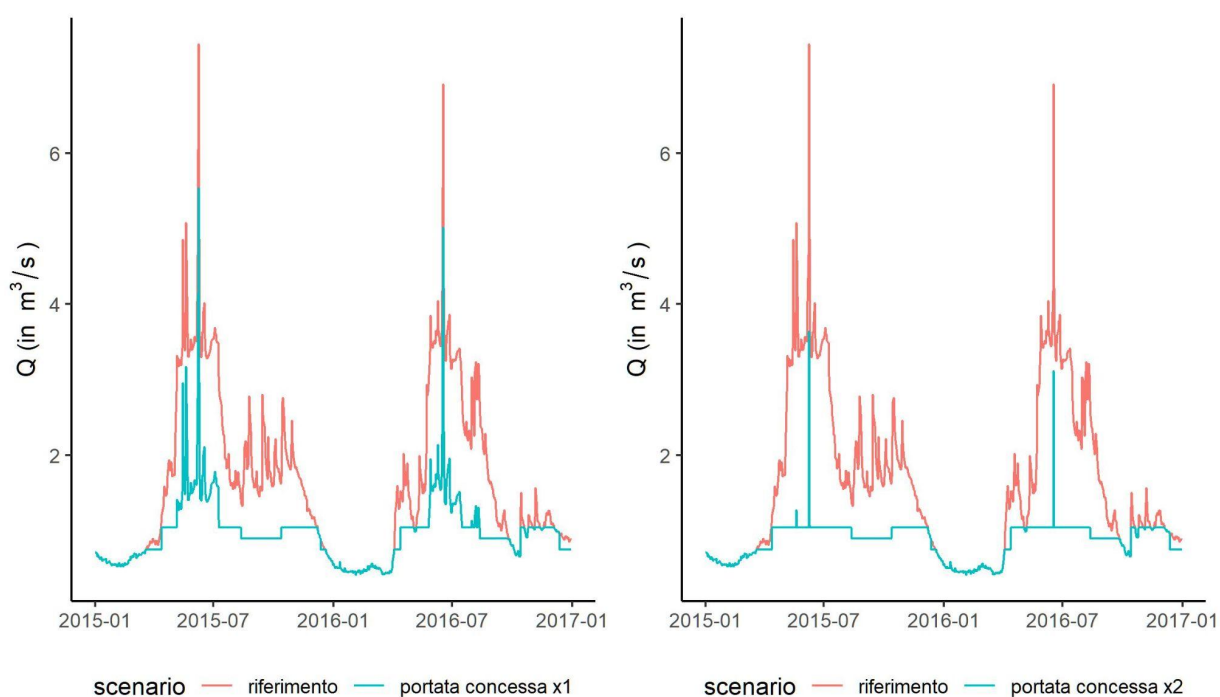 Q (in m³/s)
6
4
2
2015-01 2015-07 2016-01 2016-07 2017-01
scenario riferimento portata concessa x1
Q (in m³/s)
6
4
2
2015-01 2015-07 2016-01 2016-07 2017-01
scenario riferimento portata concessa x2